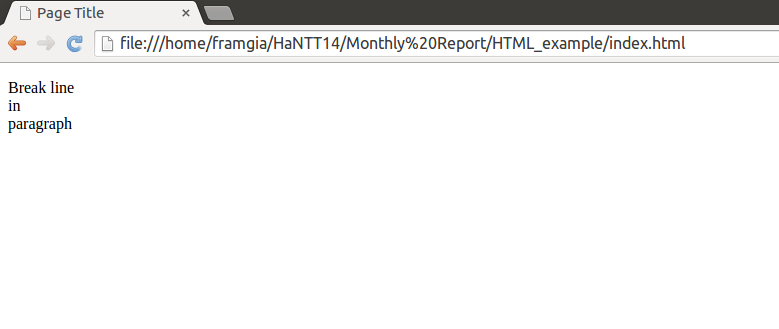 Page Title
file:///home/framgia/HaNTT14/Monthly%20Report/HTML_example/index.html
Break line
in
paragraph